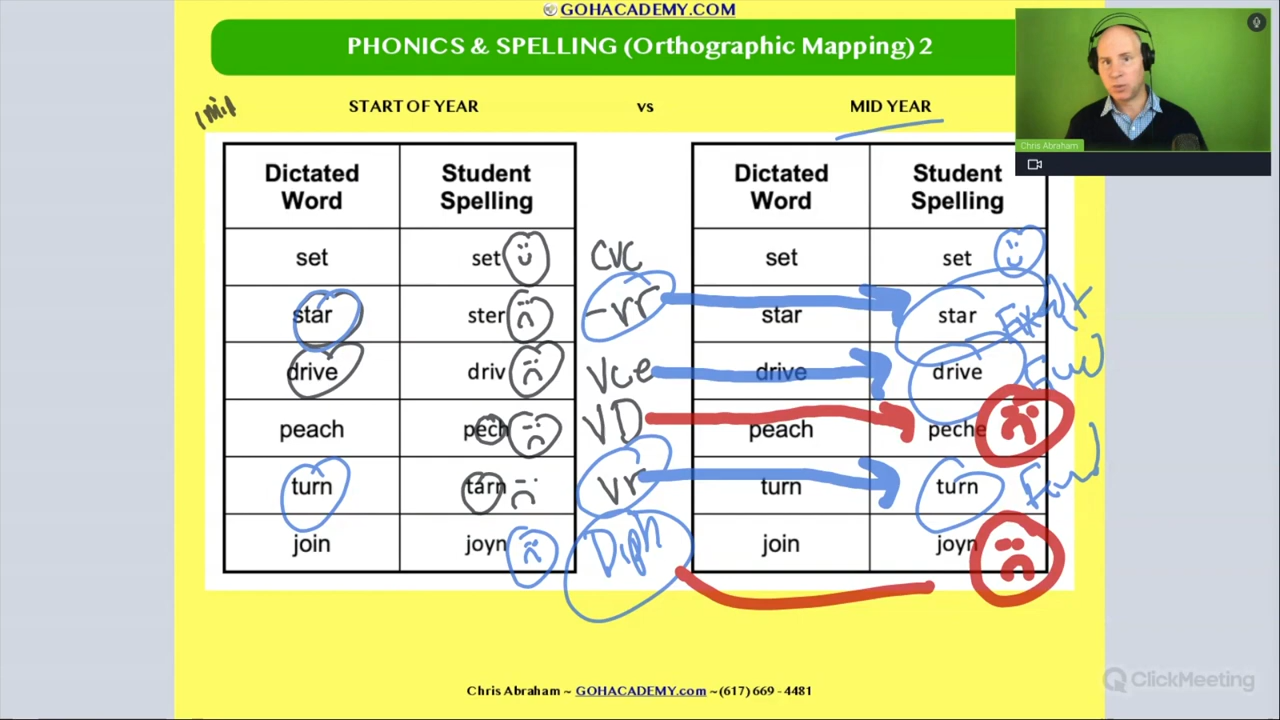 GOHACADEMY.COM
PHONICS & SPELLING (Orthographic Mapping) 2
START OF YEAR vs MID YEAR
Chris Abraham
Dictated Word Student Spelling Dictated Word Student Spelling
set set CVC set set
star ster -rr star star
drive driv Vce drive drive
peach pech VD peach peche
turn tarn vr turn turn
join joyn Diph join joyn
Chris Abraham ~ GOHACADEMY.com ~(617) 669 - 4481
ClickMeeting